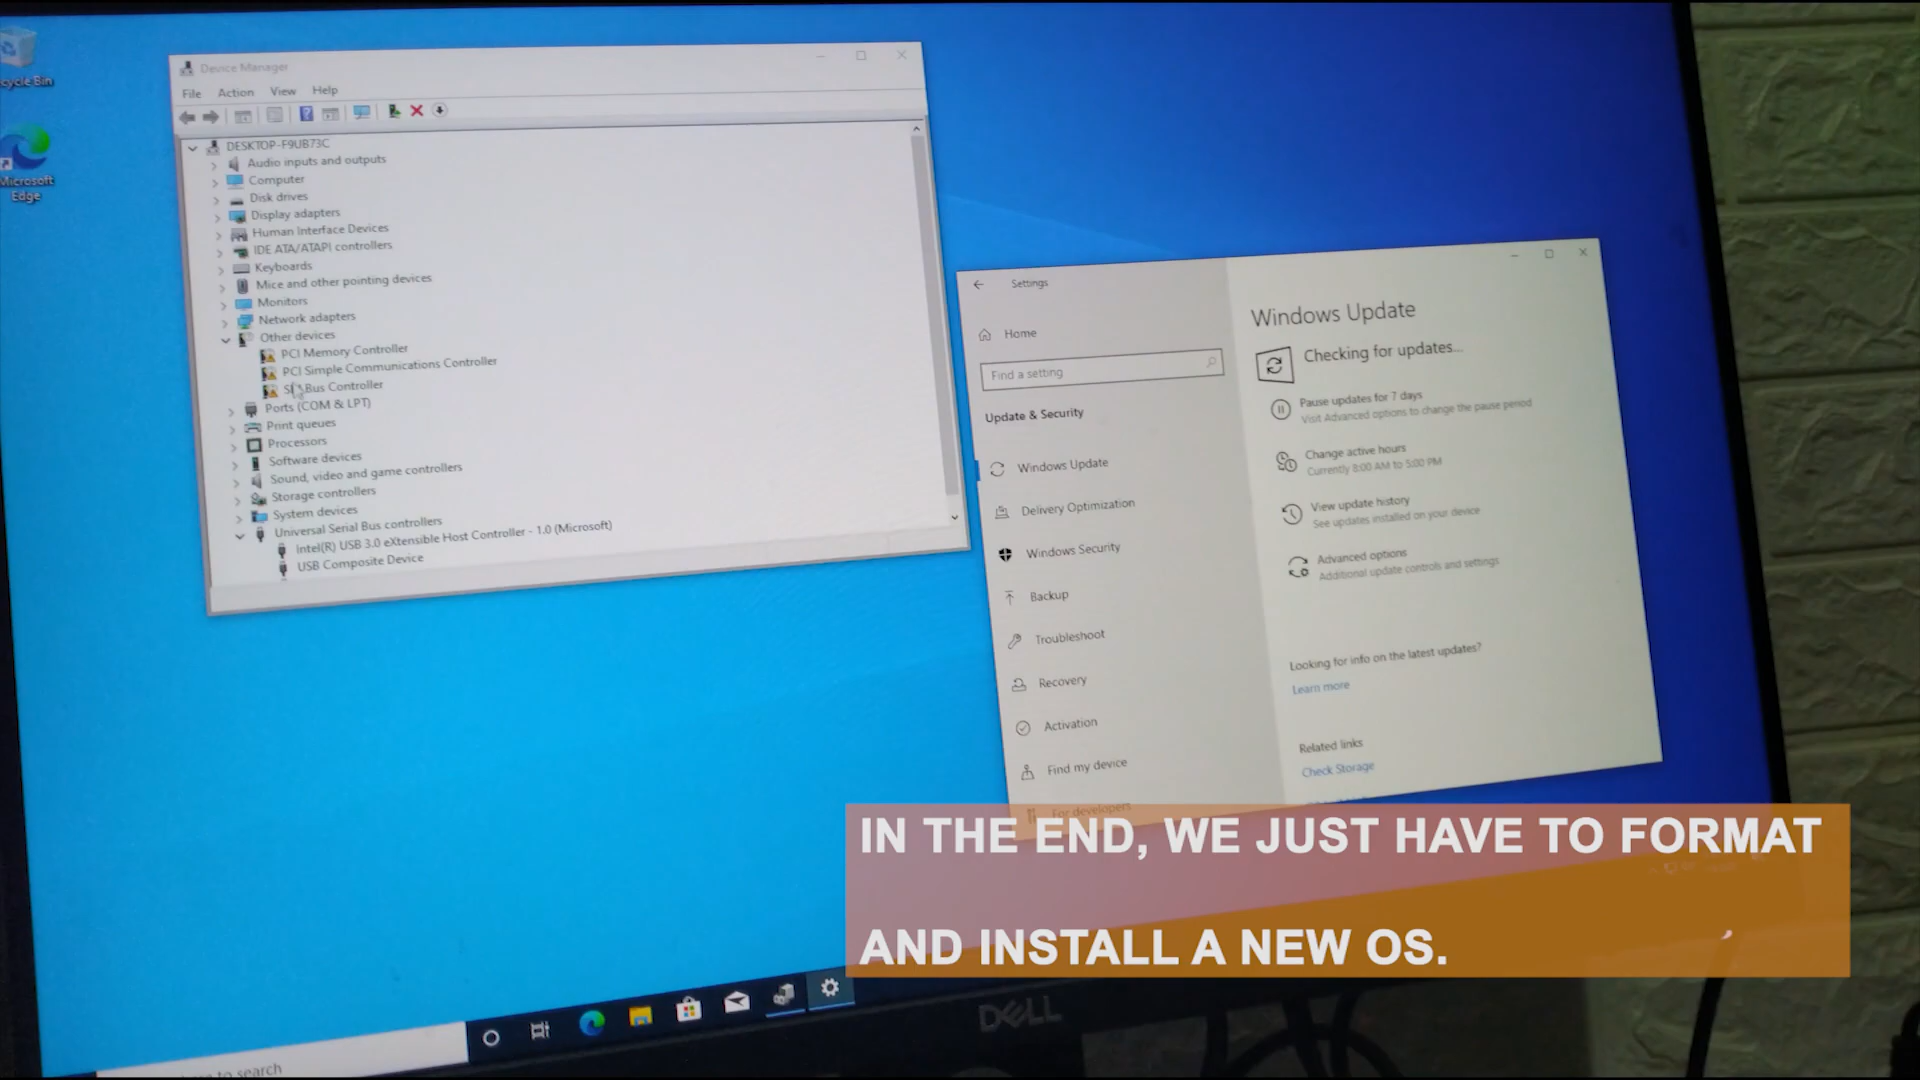 cycle Bin
Microsoft
Edge
Device Manager
File Action View Help
DESKTOP-F9UB73C
Audio inputs and outputs
Computer
Disk drives
Display adapters
Human Interface Devices
IDE ATA/ATAPI controllers
Keyboards
Mice and other pointing devices
Monitors
Network adapters
Other devices
PCI Memory Controller
PCI Simple Communications Controller
Bus Controller
Ports (COM & LPT)
Print queues
Processors
Software devices
Sound, video and game controllers
Storage controllers
System devices
Universal Serial Bus controllers
Intel(R) USB 3.0 eXtensible Host Controller - 1.0 (Microsoft)
USB Composite Device
Settings
Home
Find a setting
Update & Security
Windows Update
Delivery Optimization
Windows Security
Backup
Troubleshoot
Recovery
Activation
Find my device
For developers
Windows Update
Checking for updates...
Pause updates for 7 days
Visit Advanced options to change the pause period
Change active hours
Currently 8:00 AM to 5:00 PM
View update history
See updates installed on your device
Advanced options
Additional update controls and settings
Looking for info on the latest updates?
Learn more
Related links
Check Storage
IN THE END, WE JUST HAVE TO FORMAT
AND INSTALL A NEW OS.
to search
DELL